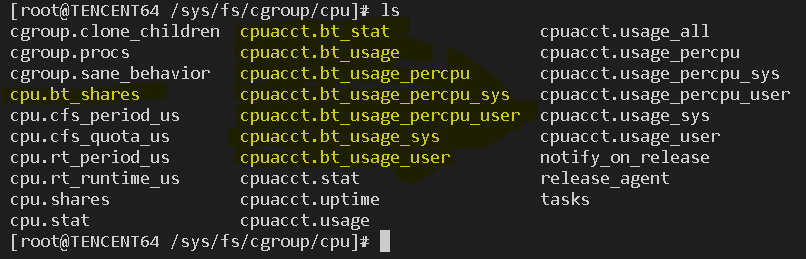 [root@TENCENT64 /sys/fs/cgroup/cpu]# ls
cgroup.clone_children cpuacct.bt_stat cpuacct.usage_all
cgroup.procs cpuacct.bt_usage cpuacct.usage_percpu
cgroup.sane_behavior cpuacct.bt_usage_percpu cpuacct.usage_percpu_sys
cpu.bt_shares cpuacct.bt_usage_percpu_sys cpuacct.usage_percpu_user
cpu.cfs_period_us cpuacct.bt_usage_percpu_user cpuacct.usage_sys
cpu.cfs_quota_us cpuacct.bt_usage_sys cpuacct.usage_user
cpu.rt_period_us cpuacct.bt_usage_user notify_on_release
cpu.rt_runtime_us cpuacct.stat release_agent
cpu.shares cpuacct.uptime tasks
cpu.stat cpuacct.usage
[root@TENCENT64 /sys/fs/cgroup/cpu]#